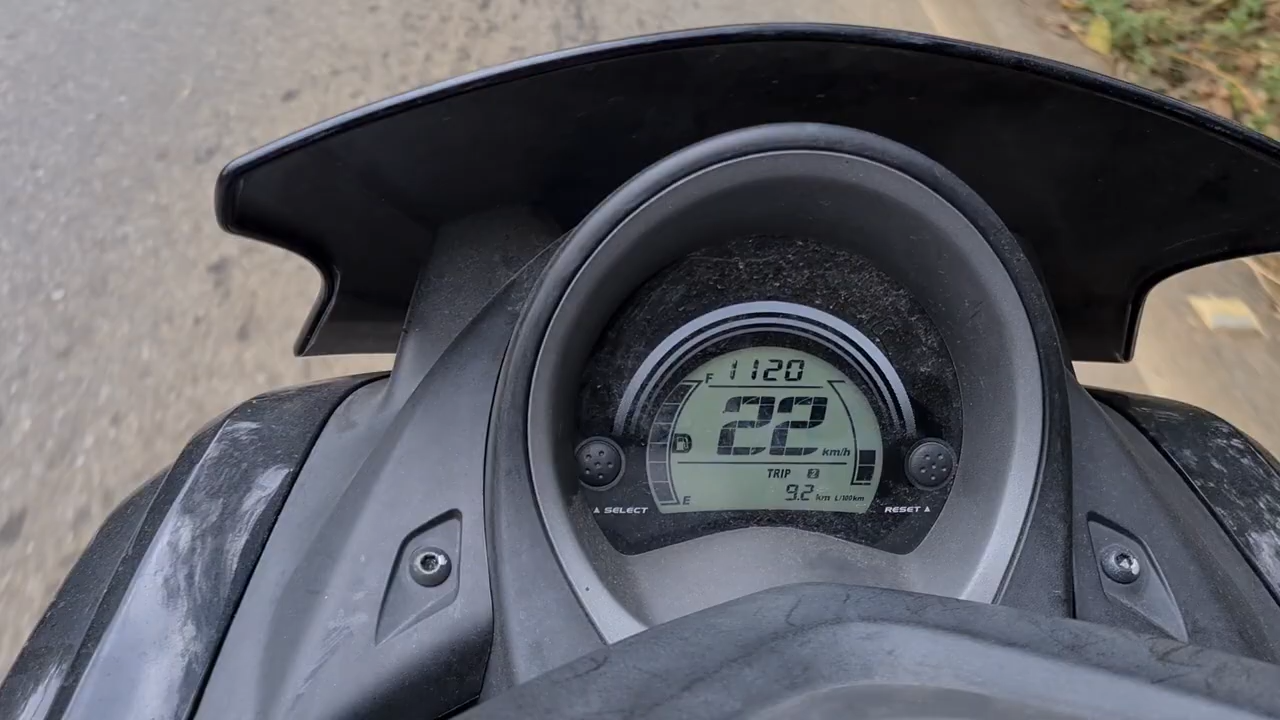 1120
F
22 km/h
TRIP 2
9.2 km L/100km
E
▲ SELECT
RESET ▲